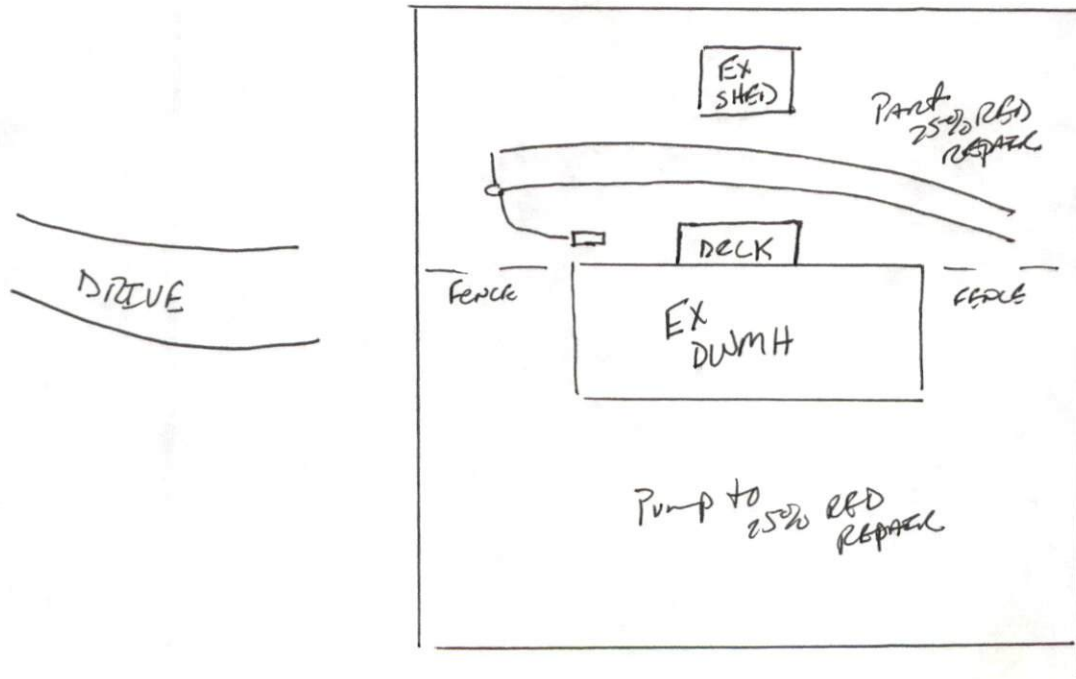 EX
SHED
Part
25% RED
REPAIR
DRIVE
DECK
FENCE
FENCE
EX
DWMH
Pump to
25% RED
REPAIR